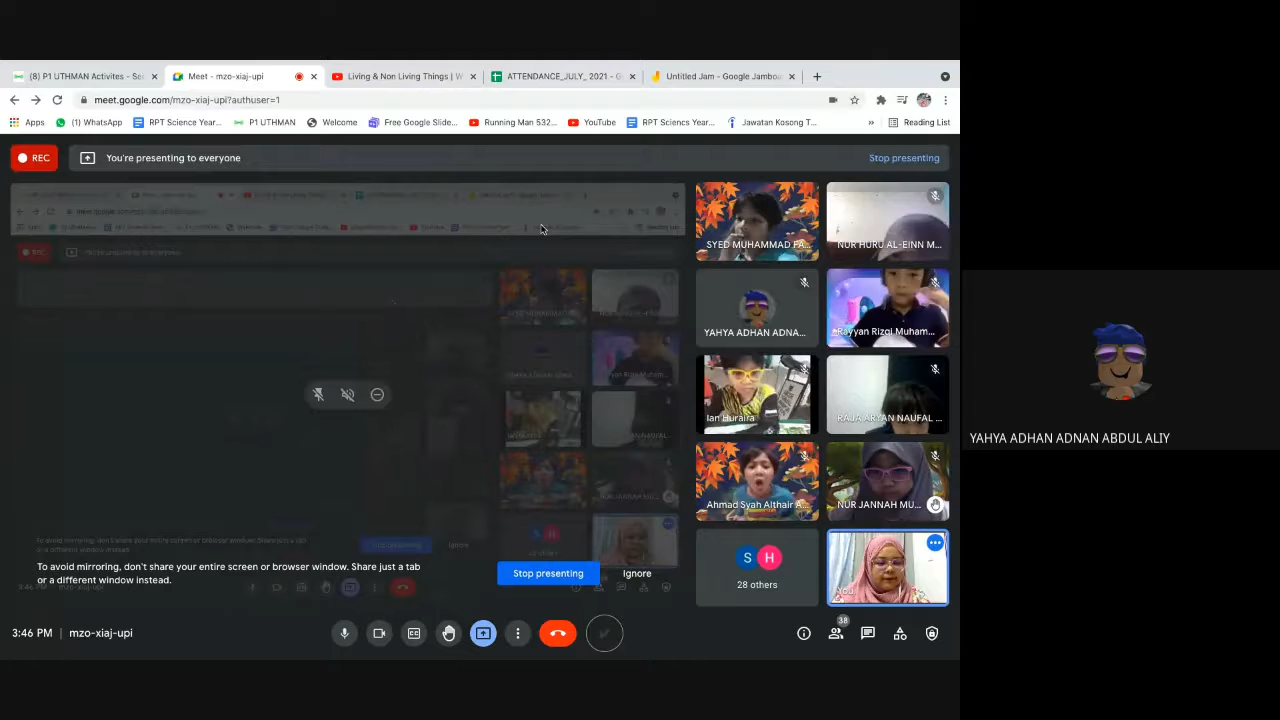 (8) P1 UTHMAN Activites - Se
Meet - mzo-xiaj-upi
Living & Non Living Things | W
ATTENDANCE_JULY_ 2021 - G
Untitled Jam - Google Jambo
meet.google.com/mzo-xiaj-upi?authuser=1
Apps
(1) WhatsApp
RPT Science Year...
P1 UTHMAN
Welcome
Free Google Slide...
Running Man 532...
YouTube
RPT Sciencs Year...
Jawatan Kosong T...
Reading List
REC
You're presenting to everyone
Stop presenting
SYED MUHAMMAD FA...
NUR HURU AL-EINN M...
YAHYA ADHAN ADNA...
Rayyan Rizqi Muham...
Ian Huraira
RAJA ARYAN NAUFAL ...
Ahmad Syah Althair A...
NUR JANNAH MU...
S H
28 others
You
To avoid mirroring, don't share your entire screen or browser window. Share just a tab
or a different window instead.
Stop presenting
Ignore
3:46 PM | mzo-xiaj-upi
38
YAHYA ADHAN ADNAN ABDUL ALIY